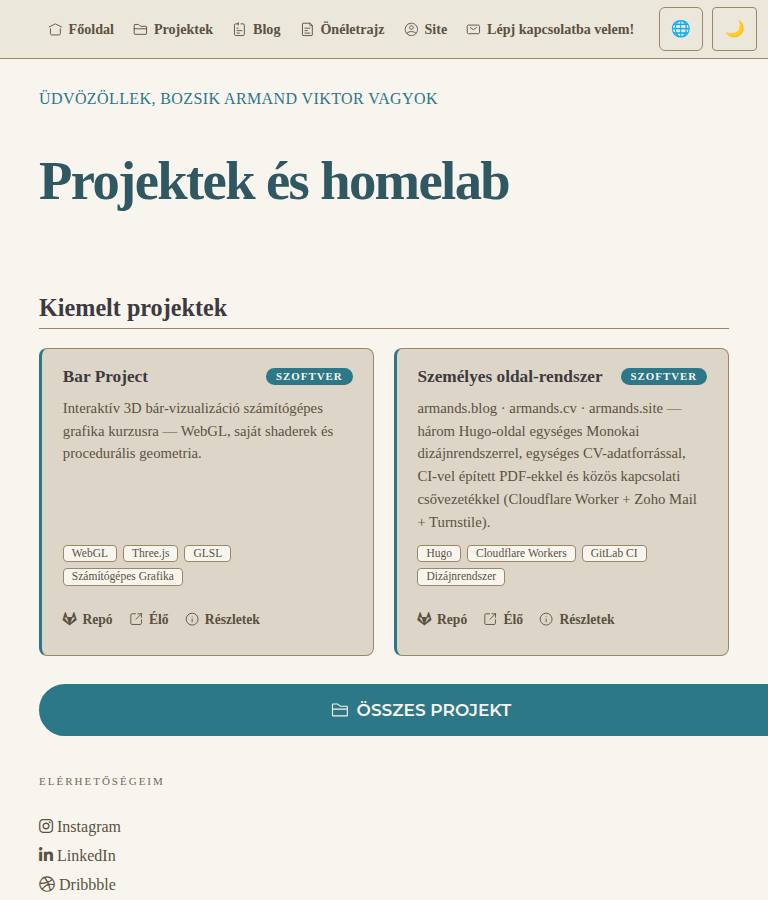 Főoldal Projektek Blog Önéletrajz Site Lépj kapcsolatba velem!
ÜDVÖZÖLLEK, BOZSIK ARMAND VIKTOR VAGYOK
Projektek és homelab
Kiemelt projektek
Bar Project SZOFTVER
Interaktív 3D bár-vizualizáció számítógépes
grafika kurzusra — WebGL, saját shaderek és
procedurális geometria.
WebGL Three.js GLSL
Számítógépes Grafika
Repó Élő Részletek
Személyes oldal-rendszer SZOFTVER
armands.blog · armands.cv · armands.site —
három Hugo-oldal egységes Monokai
dizájnrendszerrel, egységes CV-adatforrással,
CI-vel épített PDF-ekkel és közös kapcsolati
csővezetékkel (Cloudflare Worker + Zoho Mail
+ Turnstile).
Hugo Cloudflare Workers GitLab CI
Dizájnrendszer
Repó Élő Részletek
ÖSSZES PROJEKT
ELÉRHETŐSÉGEIM
Instagram
LinkedIn
Dribbble